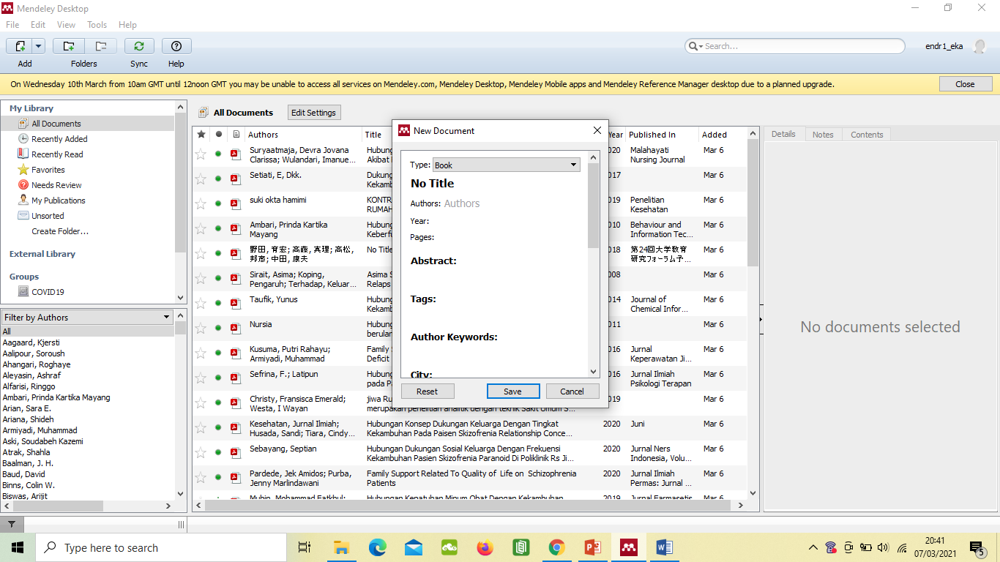 Mendeley Desktop
File Edit View Tools Help
Add Folders Sync Help
Search...
endr1_eka
On Wednesday 10th March from 10am GMT until 12noon GMT you may be unable to access all services on Mendeley.com, Mendeley Desktop, Mendeley Mobile apps and Mendeley Reference Manager desktop due to a planned upgrade.
Close
My Library
All Documents
Recently Added
Recently Read
Favorites
Needs Review
My Publications
Unsorted
Create Folder...
External Library
Groups
COVID19
Filter by Authors
All
Aagaard, Kjersti
Aalipour, Soroush
Ahangari, Roghaye
Aleyasin, Ashraf
Alfarisi, Ringgo
Ambari, Prinda Kartika Mayang
Arian, Sara E.
Ariana, Shideh
Armiyadi, Muhammad
Aski, Soudabeh Kazemi
Atrak, Shahla
Baalman, J. H.
Baud, David
Binns, Colin W.
Biswas, Arijit
All Documents Edit Settings
Authors Title Year Published In Added
Suryaatmaja, Devra Jovana Hubung 020 Malahayati Mar 6
Clarissa; Wulandari, Imanue... Akibat Nursing Journal
Setiati, E, Dkk. Dukung 017 Mar 6
Kekam
suki okta hamimi KONTR 019 Penelitian Mar 6
RUMAH Kesehatan
Ambari, Prinda Kartika Hubung 010 Behaviour and Mar 6
Mayang Keberf Information Tec...
野田, 育宏; 高藤, 真理; 高松, No Title 018 第24回大学教育 Mar 6
邦彦; 中田, 康夫 研究フォーラム予...
Sirait, Asima; Koping, Asima S 008 Mar 6
Pengaruh; Terhadap, Keluar... Relaps
Taufik, Yunus Hubung 014 Journal of Mar 6
Kekam Chemical Infor...
Nursia Hubung 011 Mar 6
berulan
Kusuma, Putri Rahayu; Family S 016 Jurnal Mar 6
Armiyadi, Muhammad Deficit Keperawatan Ji...
Sefrina, F.; Latipun Hubung 016 Jurnal Ilmiah Mar 6
pada Pa Psikologi Terapan
Christy, Fransisca Emerald; jiwa Ru 019 Mar 6
Westa, I Wayan merupakan penelitian analitik dengan teknik Sakit Umum S...
Kesehatan, Jurnal Ilmiah; Hubungan Konsep Dukungan Keluarga Dengan Tingkat 2020 Juni Mar 6
Husada, Sandi; Tiara, Cindy... Kekambuhan Pada Paisen Skizofrenia Relationship Conce...
Sebayang, Septian Hubungan Dukungan Sosial Keluarga Dengan Frekuensi 2020 Jurnal Ners Mar 6
Kekambuhan Pasien Skizofrenia Paranoid Di Poliklinik Rs Ji... Indonesia, Volu...
Pardede, Jek Amidos; Purba, Family Support Related To Quality of Life on Schizophrenia 2020 Jurnal Ilmiah Mar 6
Jenny Marlindawani Patients Permas: Jurnal ...
Mubin, Mohammad Fatkhul; Hubungan Kepatuhan Minum Obat Dengan Kekambuhan 2019 Jurnal Farmasetis Mar 6
New Document
Type: Book
No Title
Authors: Authors
Year:
Pages:
Abstract:
Tags:
Author Keywords:
City:
Reset Save Cancel
Details Notes Contents
No documents selected
Type here to search
20:41
07/03/2021
5